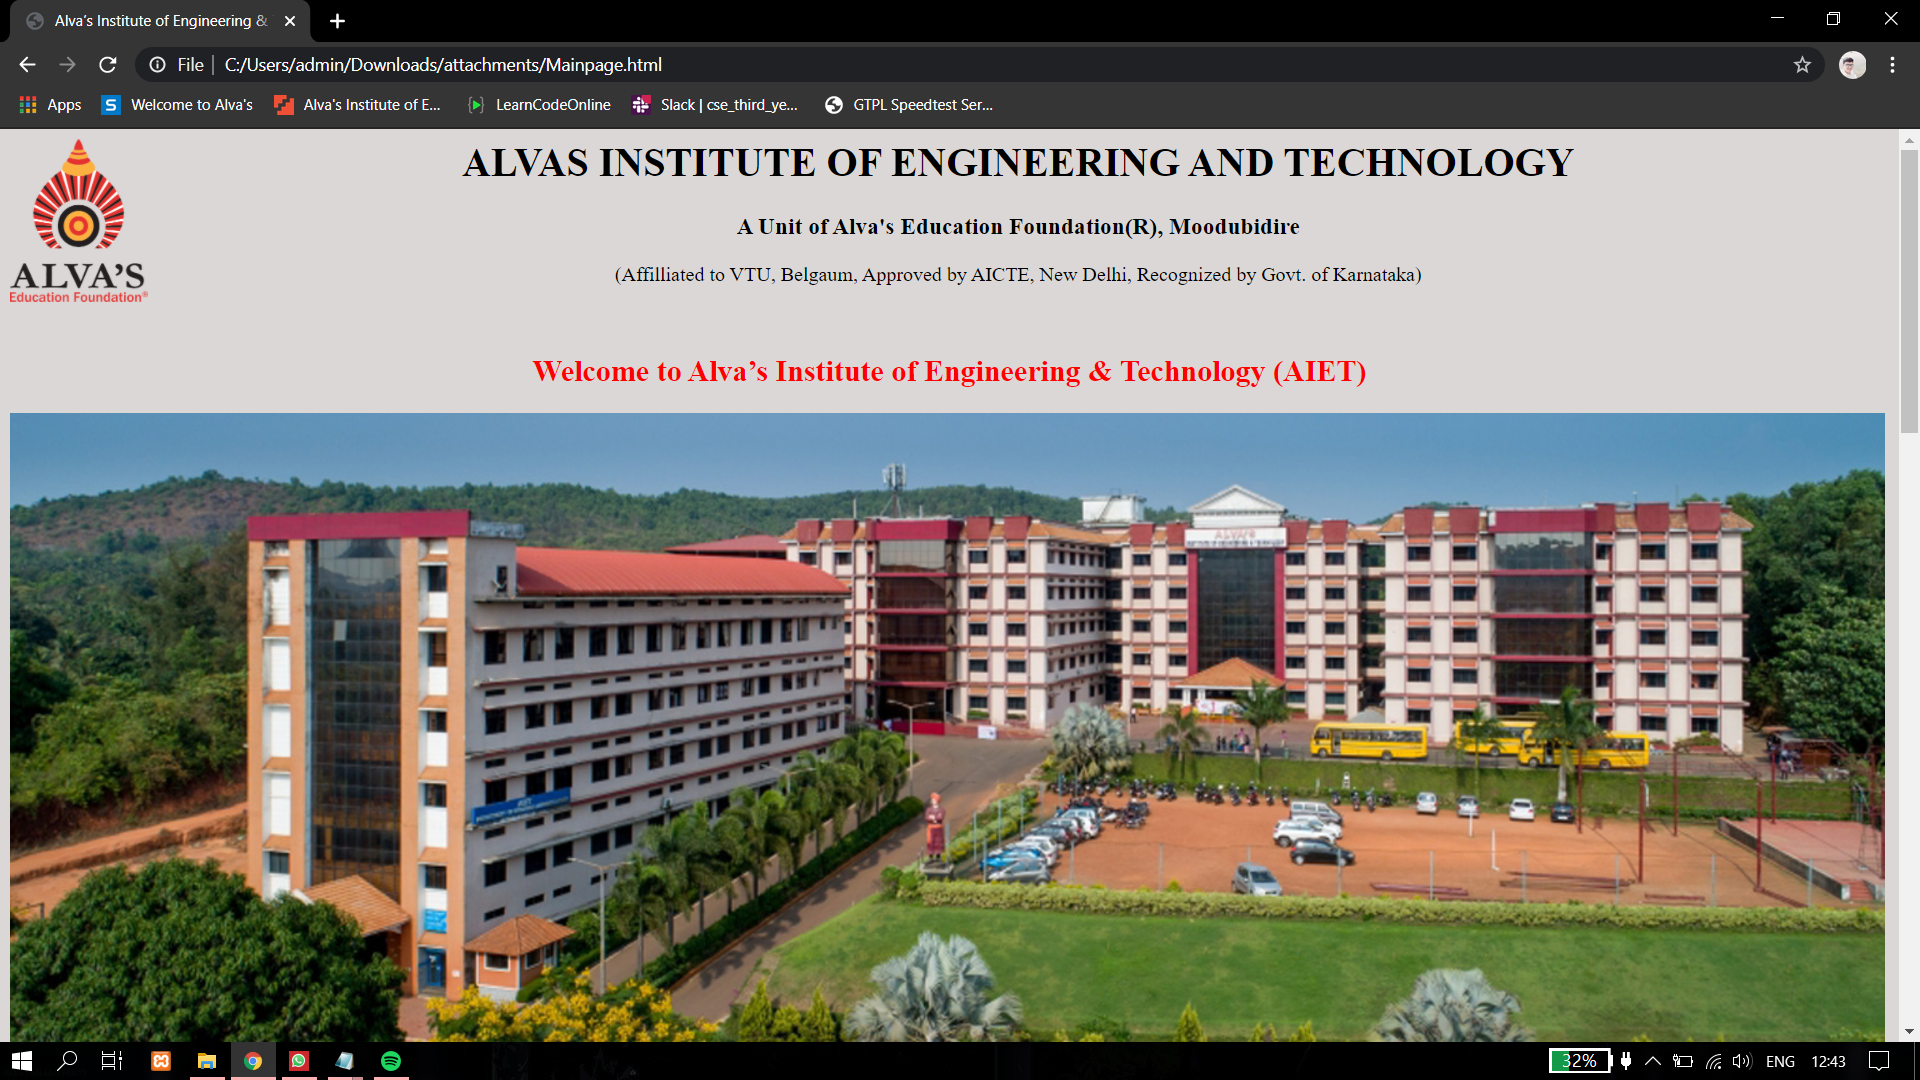 Alva's Institute of Engineering &
File
C:/Users/admin/Downloads/attachments/Mainpage.html
Apps
Welcome to Alva's
Alva's Institute of E...
LearnCodeOnline
Slack | cse_third_ye...
GTPL Speedtest Ser...
ALVA'S
Education Foundation®
ALVAS INSTITUTE OF ENGINEERING AND TECHNOLOGY
A Unit of Alva's Education Foundation(R), Moodubidire
(Affilliated to VTU, Belgaum, Approved by AICTE, New Delhi, Recognized by Govt. of Karnataka)
Welcome to Alva’s Institute of Engineering & Technology (AIET)
ALVA'S
32%
ENG
12:43